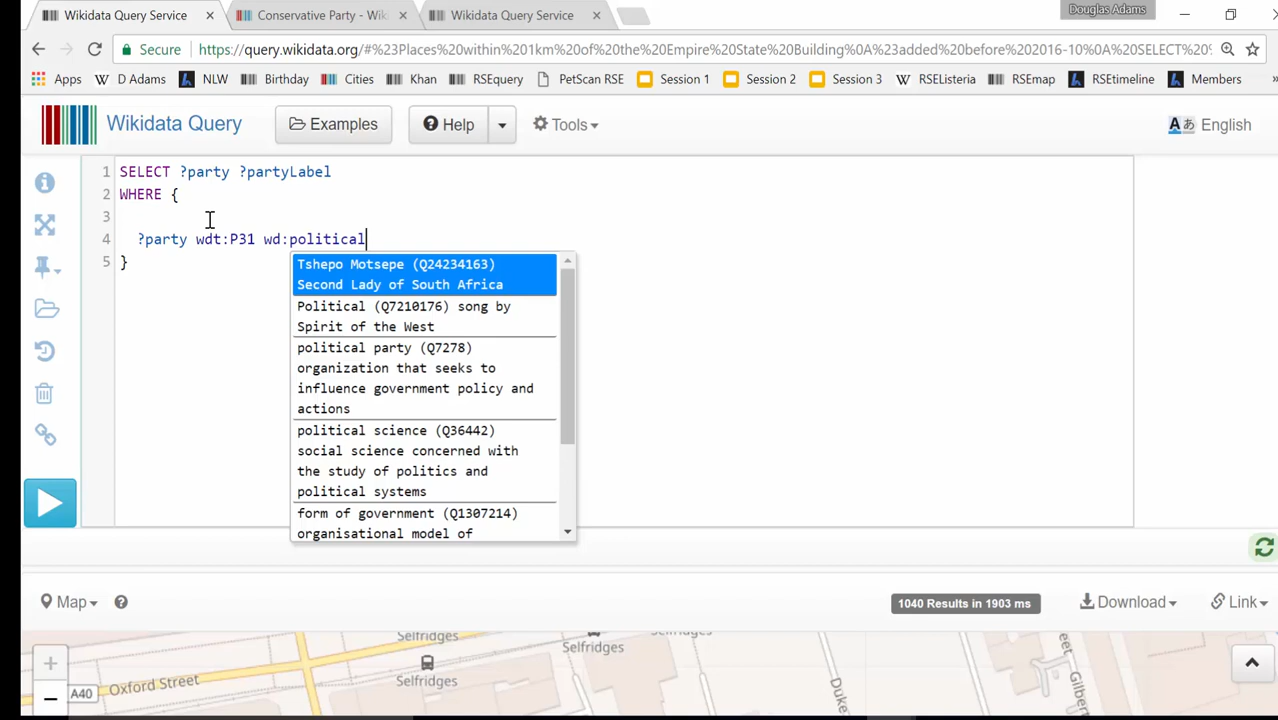 Wikidata Query Service
Conservative Party - Wiki
Wikidata Query Service
Douglas Adams
Secure
https://query.wikidata.org/#%23Places%20within%201km%20of%20the%20Empire%20State%20Building%0A%23added%20before%202016-10%0A%20SELECT%20
Apps D Adams NLW Birthday Cities Khan RSEquery PetScan RSE Session 1 Session 2 Session 3 RSEListeria RSEmap RSEtimeline Members »
Wikidata Query Examples Help Tools English
1 SELECT ?party ?partyLabel
2 WHERE {
3
4 ?party wdt:P31 wd:political
5 }
Tshepo Motsepe (Q24234163)
Second Lady of South Africa
Political (Q7210176) song by
Spirit of the West
political party (Q7278)
organization that seeks to
influence government policy and
actions
political science (Q36442)
social science concerned with
the study of politics and
political systems
form of government (Q1307214)
organisational model of
Map 1040 Results in 1903 ms Download Link
Selfridges
Selfridges
Selfridges
Selfridges
Oxford Street
A40
Duke
Gilbert